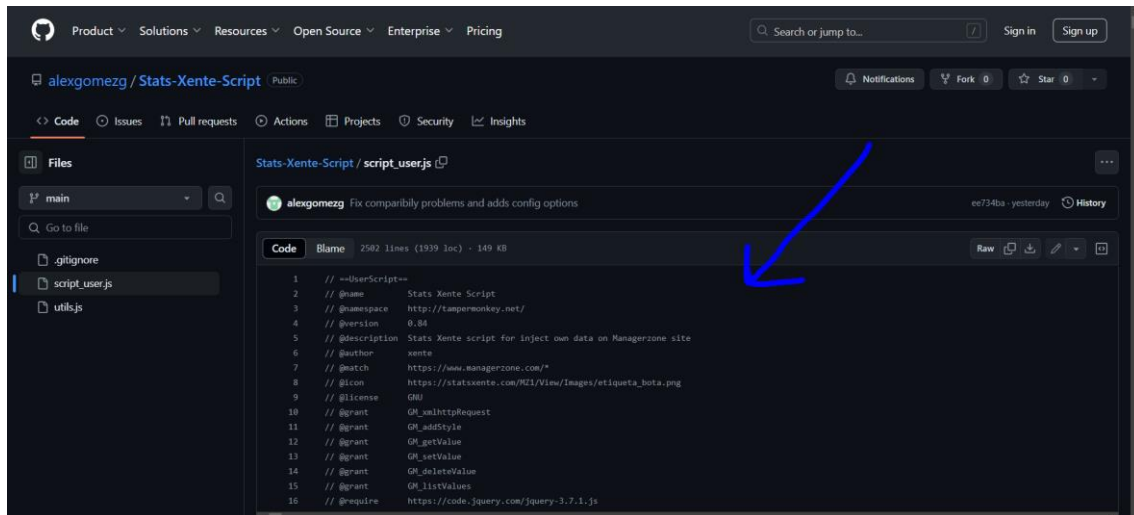 Product Solutions Resources Open Source Enterprise Pricing Search or jump to... / Sign in Sign up
alexgomezg / Stats-Xente-Script Public Notifications Fork 0 Star 0
<> Code Issues Pull requests Actions Projects Security Insights
Files
Stats-Xente-Script / script_user.js
main
alexgomezg Fix comparibily problems and adds config options ee734ba · yesterday History
Go to file
.gitignore
script_user.js
utils.js
Code Blame 2502 lines (1939 loc) · 149 KB Raw
1 // ==UserScript==
2 // @name Stats Xente Script
3 // @namespace http://tampermonkey.net/
4 // @version 0.84
5 // @description Stats Xente script for inject own data on Managerzone site
6 // @author xente
7 // @match https://www.managerzone.com/*
8 // @icon https://statsxente.com/MZ1/View/Images/etiqueta_bota.png
9 // @license GNU
10 // @grant GM_xmlhttpRequest
11 // @grant GM_addStyle
12 // @grant GM_getValue
13 // @grant GM_setValue
14 // @grant GM_deleteValue
15 // @grant GM_listValues
16 // @require https://code.jquery.com/jquery-3.7.1.js